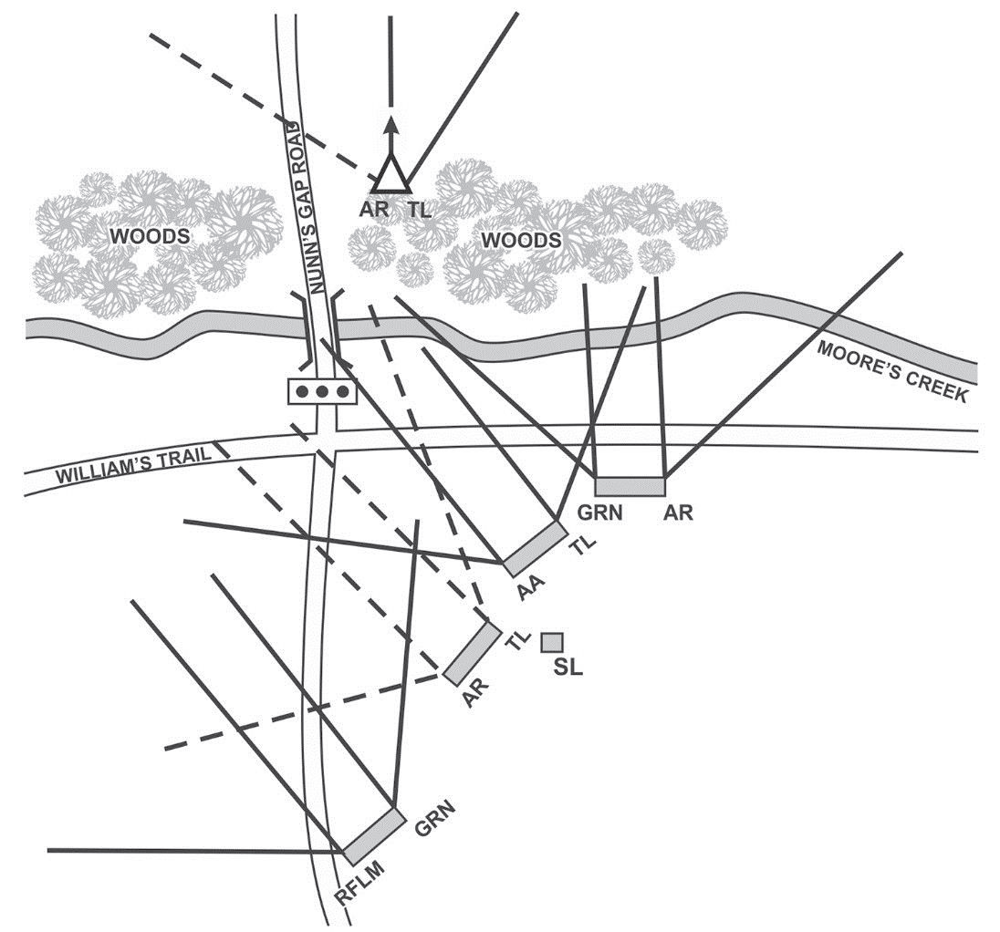 NUNN'S GAP ROAD
AR TL
WOODS
WOODS
MOORE'S CREEK
WILLIAM'S TRAIL
GRN AR
TL
AA
TL
SL
AR
GRN
RFLM